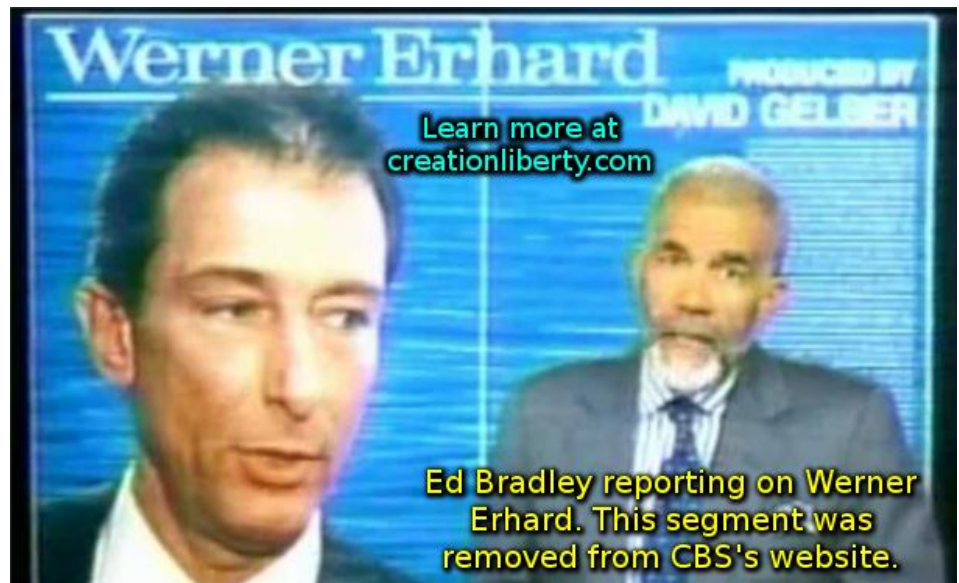 Werner Erhard
PRODUCED BY
DAVID GELBER
Learn more at
creationliberty.com
Ed Bradley reporting on Werner
Erhard. This segment was
removed from CBS's website.